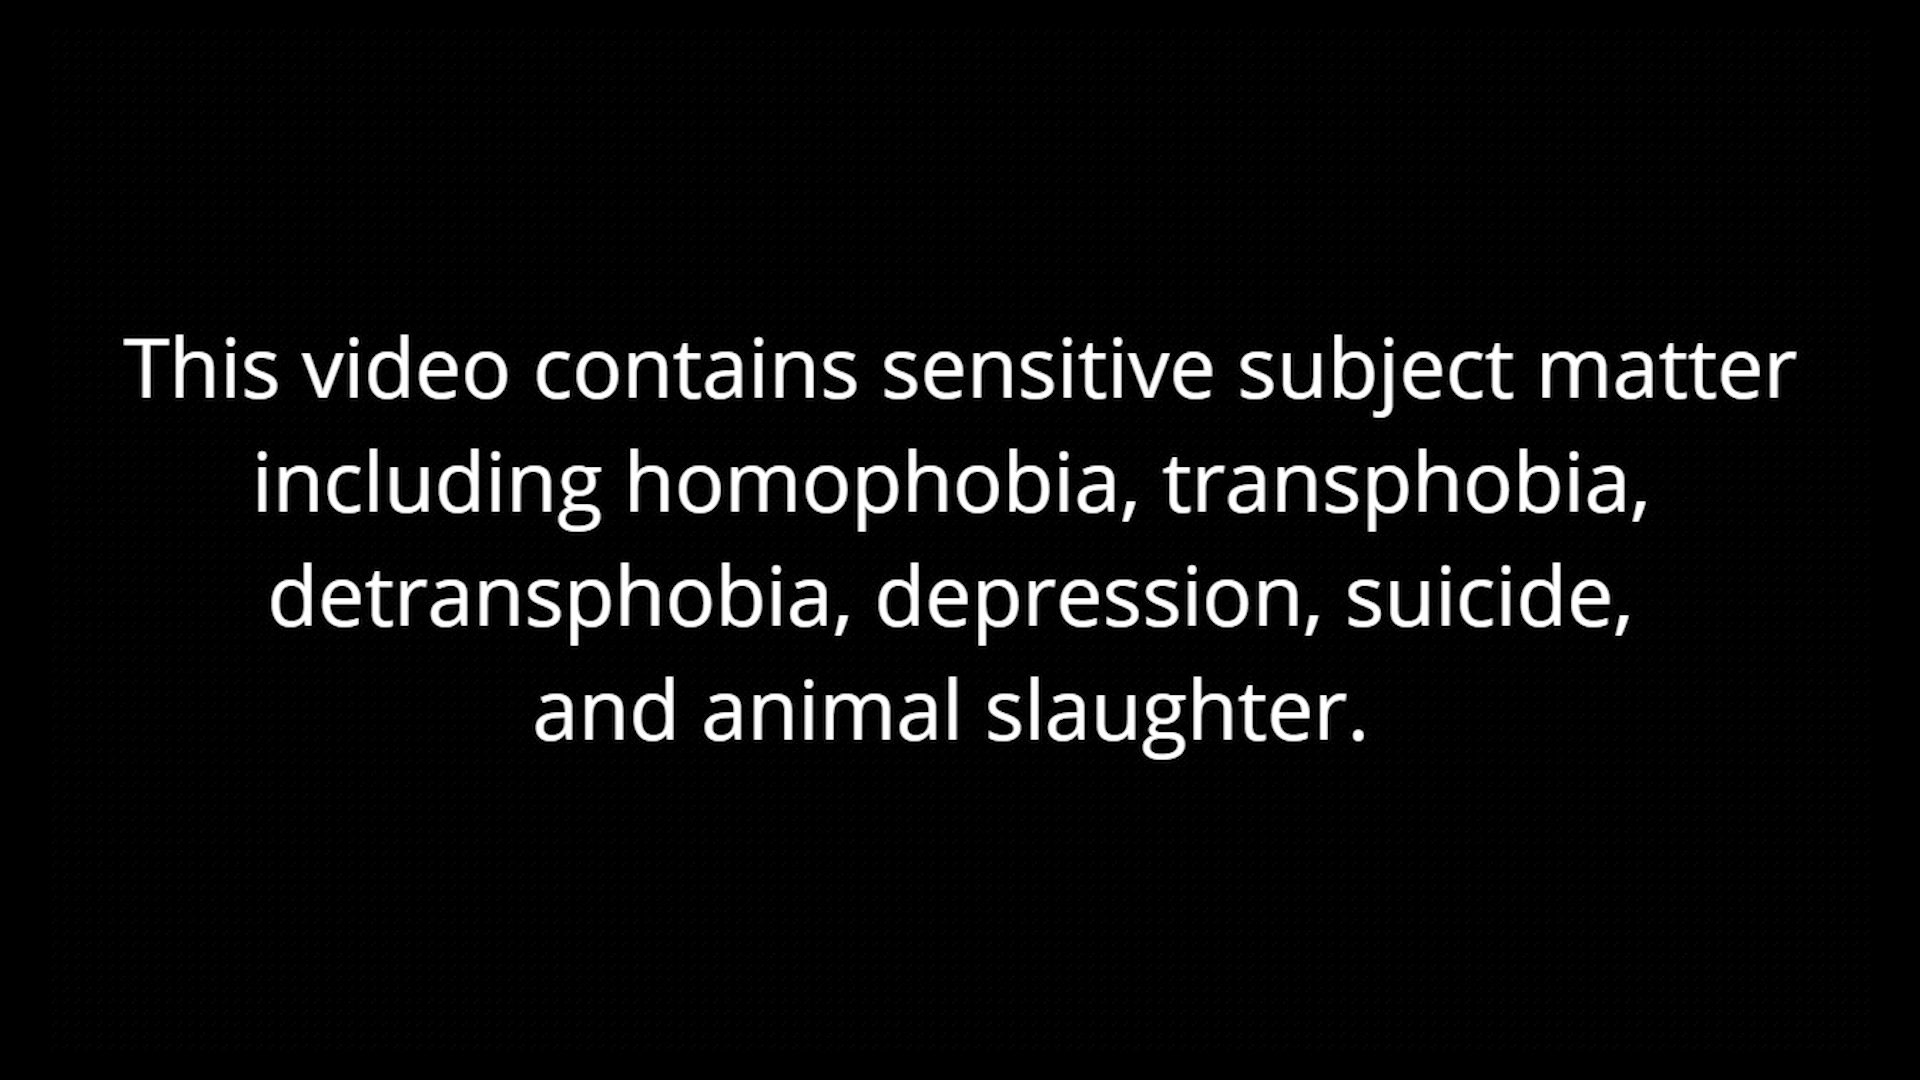 This video contains sensitive subject matter
including homophobia, transphobia,
detransphobia, depression, suicide,
and animal slaughter.